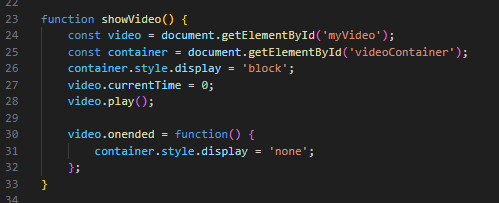 22
23 function showVideo() {
24     const video = document.getElementById('myVideo');
25     const container = document.getElementById('videoContainer');
26     container.style.display = 'block';
27     video.currentTime = 0;
28     video.play();
29
30     video.onended = function() {
31         container.style.display = 'none';
32     };
33 }
34